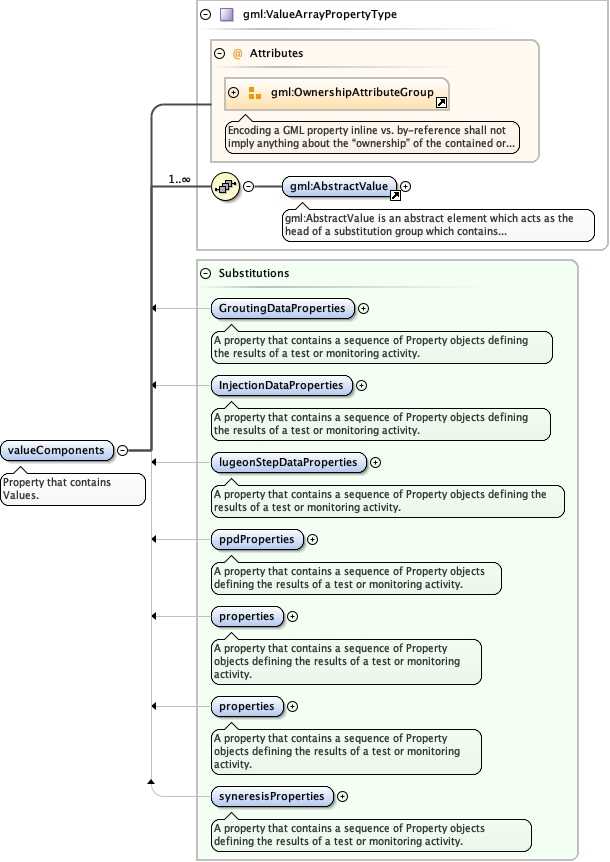 gml:ValueArrayPropertyType
@ Attributes
gml:OwnershipAttributeGroup
Encoding a GML property inline vs. by-reference shall not
imply anything about the “ownership” of the contained or...
1..∞
gml:AbstractValue
gml:AbstractValue is an abstract element which acts as the
head of a substitution group which contains...
Substitutions
GroutingDataProperties
A property that contains a sequence of Property objects defining
the results of a test or monitoring activity.
InjectionDataProperties
A property that contains a sequence of Property objects defining
the results of a test or monitoring activity.
valueComponents
Property that contains
Values.
lugeonStepDataProperties
A property that contains a sequence of Property objects defining the
results of a test or monitoring activity.
ppdProperties
A property that contains a sequence of Property objects
defining the results of a test or monitoring activity.
properties
A property that contains a sequence of Property
objects defining the results of a test or monitoring
activity.
properties
A property that contains a sequence of Property
objects defining the results of a test or monitoring
activity.
syneresisProperties
A property that contains a sequence of Property objects
defining the results of a test or monitoring activity.